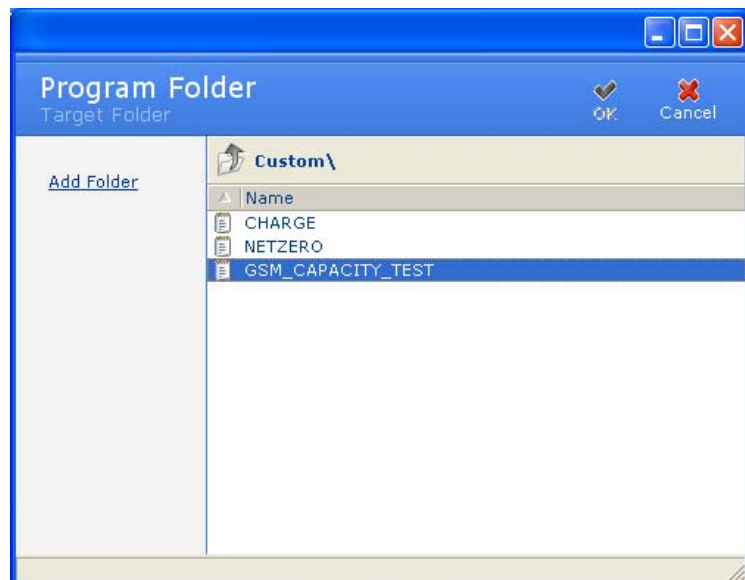 Program Folder
Target Folder
OK
Cancel
Add Folder
Custom\
Name
CHARGE
NETZERO
GSM_CAPACITY_TEST